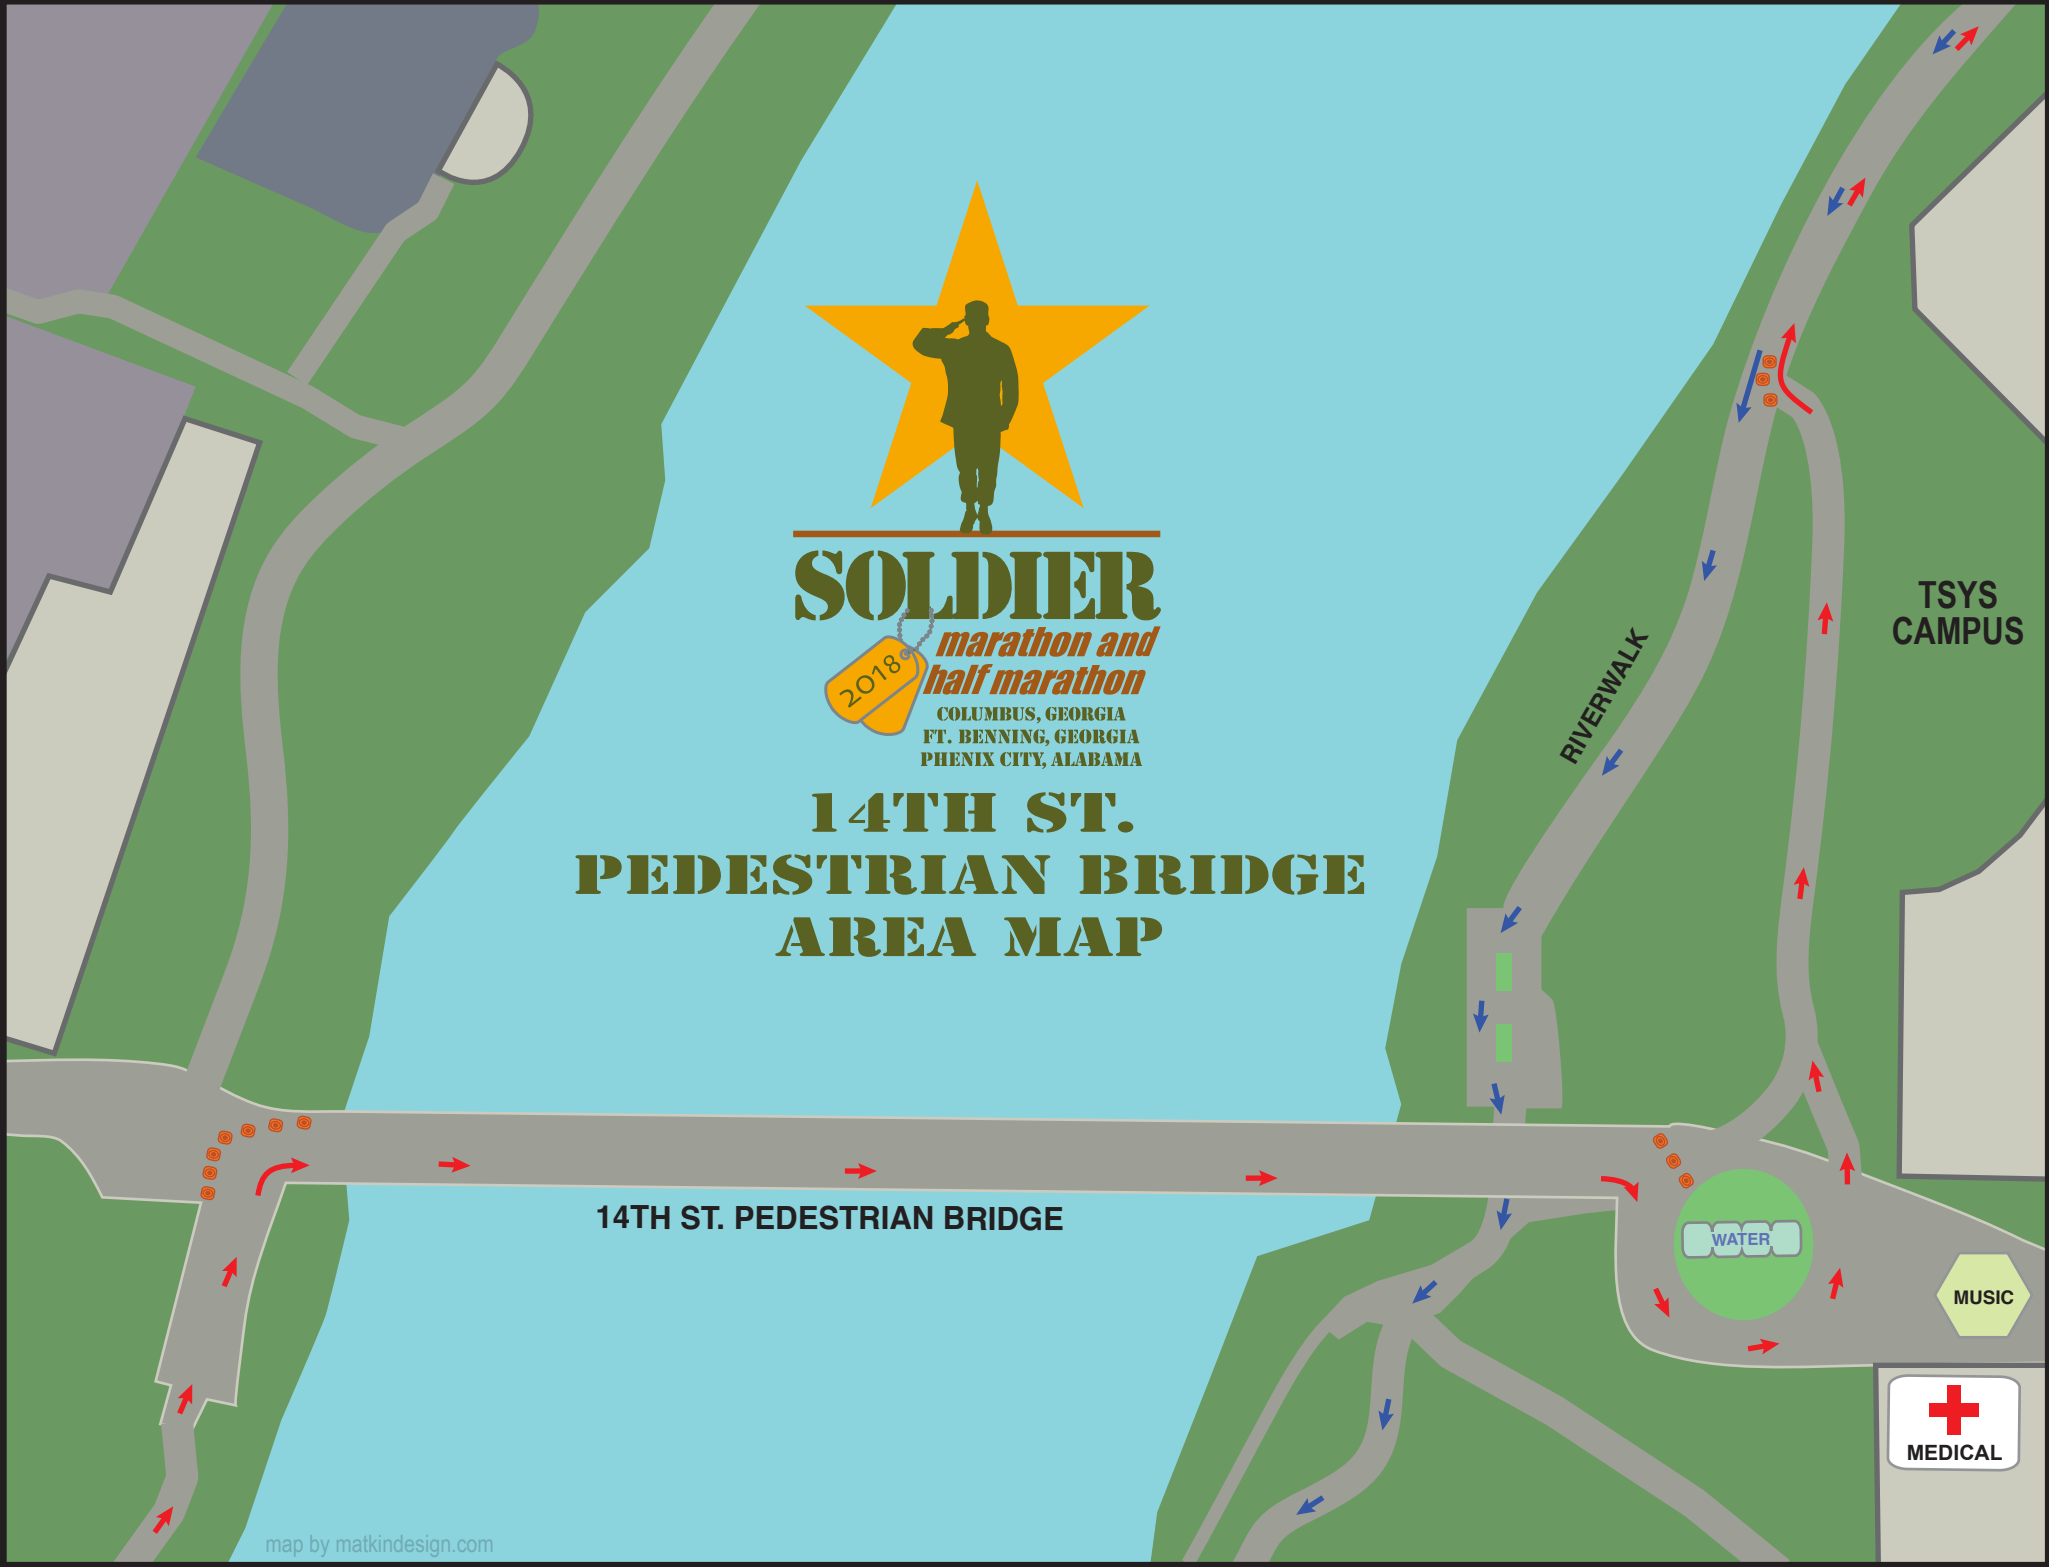 SOLDIER
marathon and
half marathon
2018
COLUMBUS, GEORGIA
FT. BENNING, GEORGIA
PHENIX CITY, ALABAMA
14TH ST.
PEDESTRIAN BRIDGE
AREA MAP
TSYS
CAMPUS
RIVERWALK
14TH ST. PEDESTRIAN BRIDGE
WATER
MUSIC
MEDICAL
map by matkindesign.com